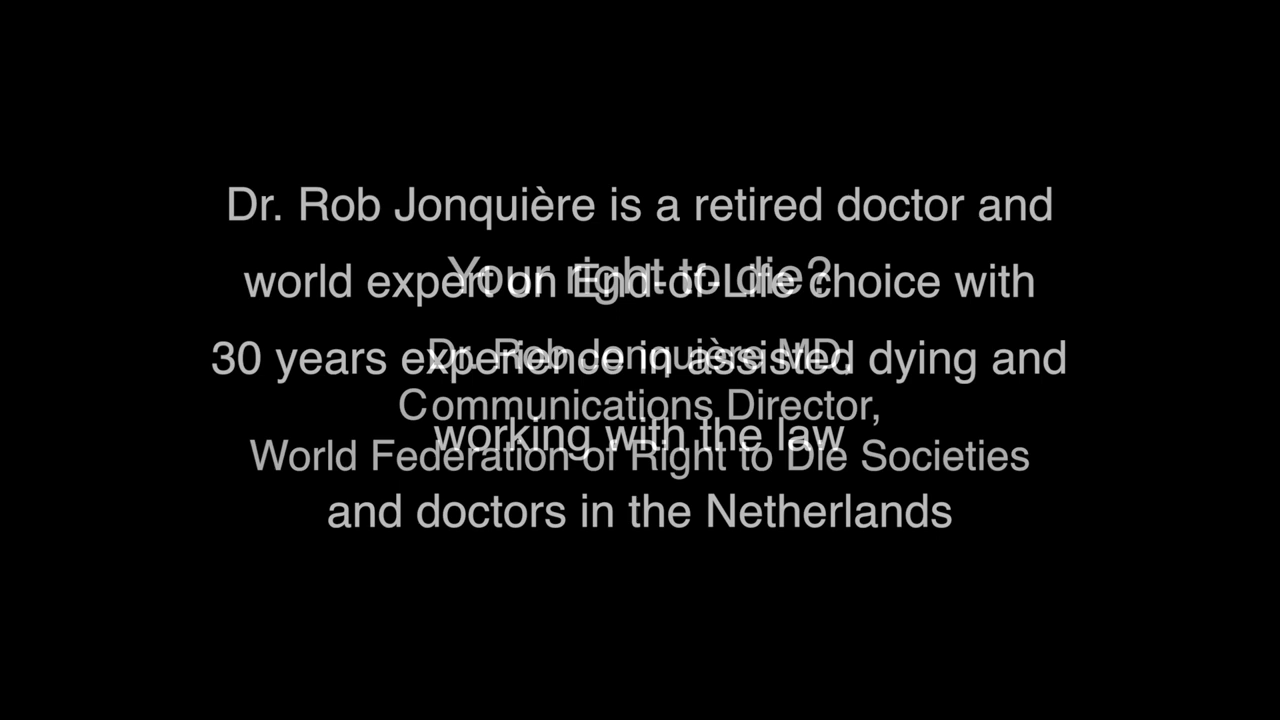 Dr. Rob Jonquière is a retired doctor and
Your right to die?
world expert on End-of-Life choice with
Dr. Rob Jonquière MD,
30 years experience in assisted dying and
Communications Director,
working with the law
World Federation of Right to Die Societies
and doctors in the Netherlands